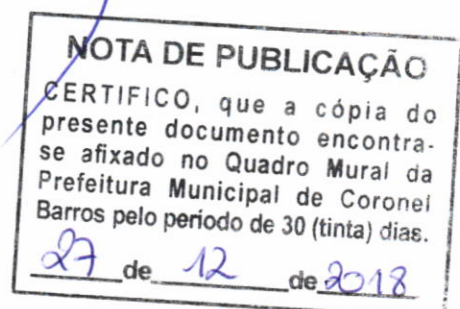 NOTA DE PUBLICAÇÃO
CERTIFICO, que a cópia do
presente documento encontra-
se afixado no Quadro Mural da
Prefeitura Municipal de Coronel
Barros pelo período de 30 (tinta) dias.
27 de 12 de 2018